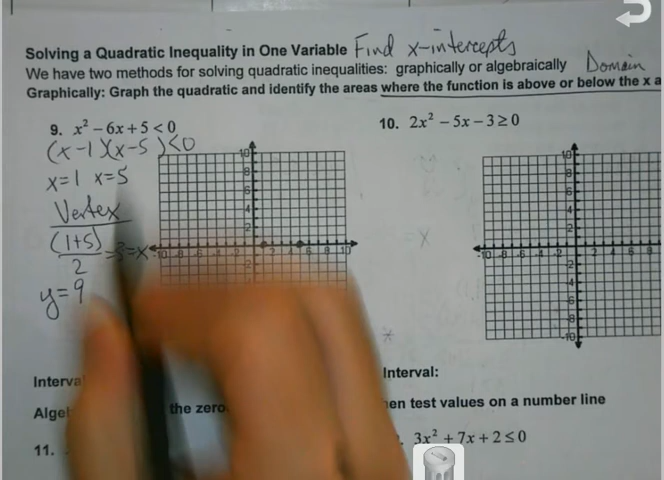 Solving a Quadratic Inequality in One Variable Find x-intercepts
We have two methods for solving quadratic inequalities: graphically or algebraically Domain
Graphically: Graph the quadratic and identify the areas where the function is above or below the x a
9. x² - 6x + 5 < 0
(x-1)(x-5) < 0
x=1 x=5
Vertex
(1+5)
2
=3=x
y=9
10. 2x² - 5x - 3 ≥ 0
Interval:
Interva
Alge the zero en test values on a number line
11.
3x² + 7x + 2 ≤ 0